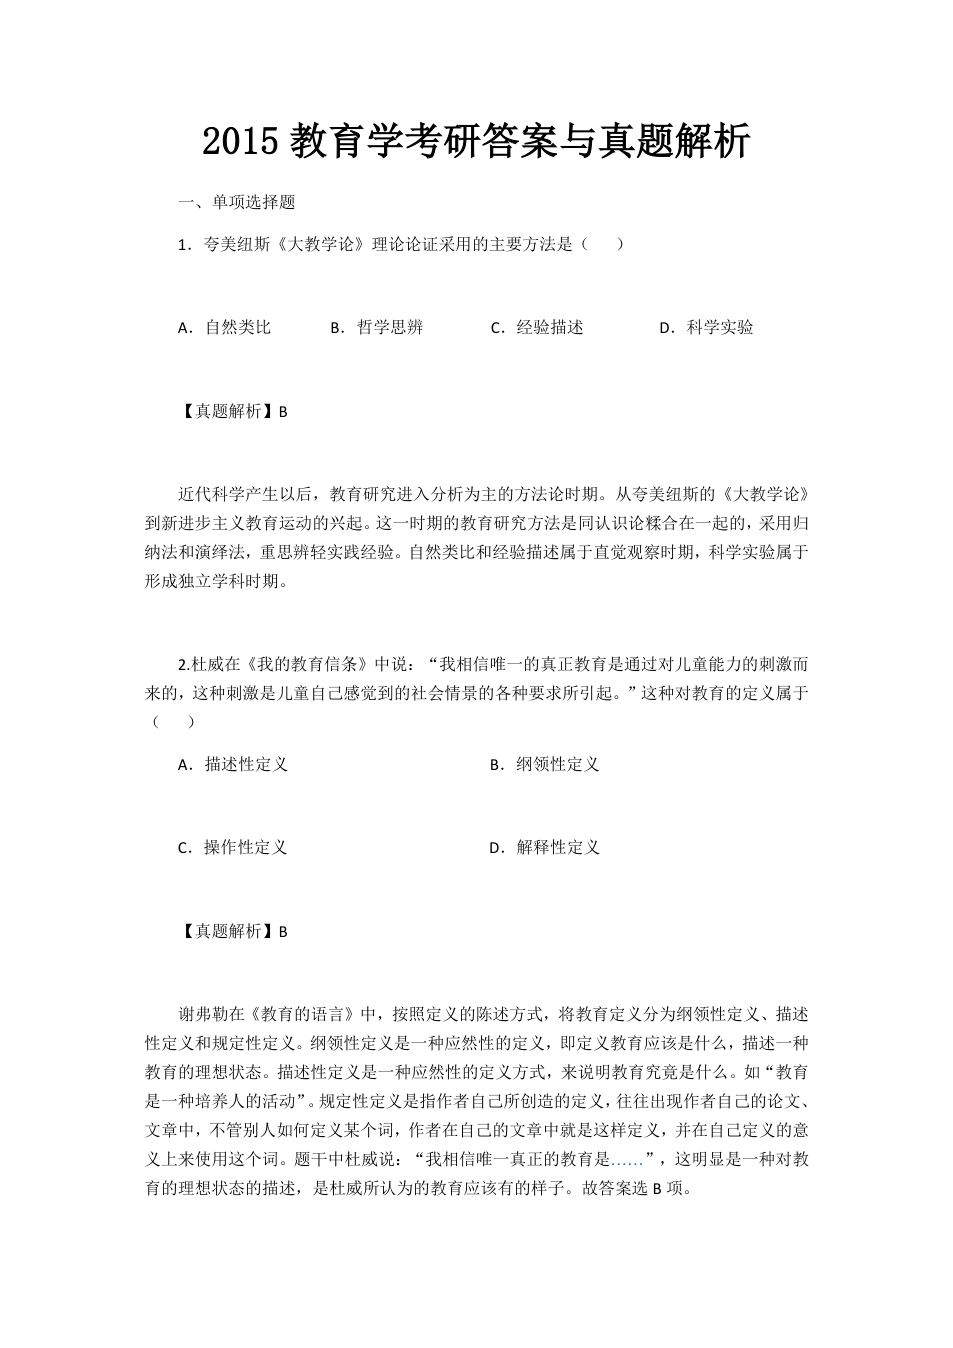 2015 教育学考研答案与真题解析
一、单项选择题
1．夸美纽斯《大教学论》理论论证采用的主要方法是（　）
A．自然类比 B．哲学思辨 C．经验描述 D．科学实验
【真题解析】B
近代科学产生以后，教育研究进入分析为主的方法论时期。从夸美纽斯的《大教学论》
到新进步主义教育运动的兴起。这一时期的教育研究方法是同认识论糅合在一起的，采用归
纳法和演绎法，重思辨轻实践经验。自然类比和经验描述属于直觉观察时期，科学实验属于
形成独立学科时期。
2.杜威在《我的教育信条》中说：“我相信唯一的真正教育是通过对儿童能力的刺激而
来的，这种刺激是儿童自己感觉到的社会情景的各种要求所引起。”这种对教育的定义属于
（　）
A．描述性定义 B．纲领性定义
C．操作性定义 D．解释性定义
【真题解析】B
谢弗勒在《教育的语言》中，按照定义的陈述方式，将教育定义分为纲领性定义、描述
性定义和规定性定义。纲领性定义是一种应然性的定义，即定义教育应该是什么，描述一种
教育的理想状态。描述性定义是一种应然性的定义方式，来说明教育究竟是什么。如“教育
是一种培养人的活动”。规定性定义是指作者自己所创造的定义，往往出现作者自己的论文、
文章中，不管别人如何定义某个词，作者在自己的文章中就是这样定义，并在自己定义的意
义上来使用这个词。题干中杜威说：“我相信唯一真正的教育是……”，这明显是一种对教
育的理想状态的描述，是杜威所认为的教育应该有的样子。故答案选 B 项。